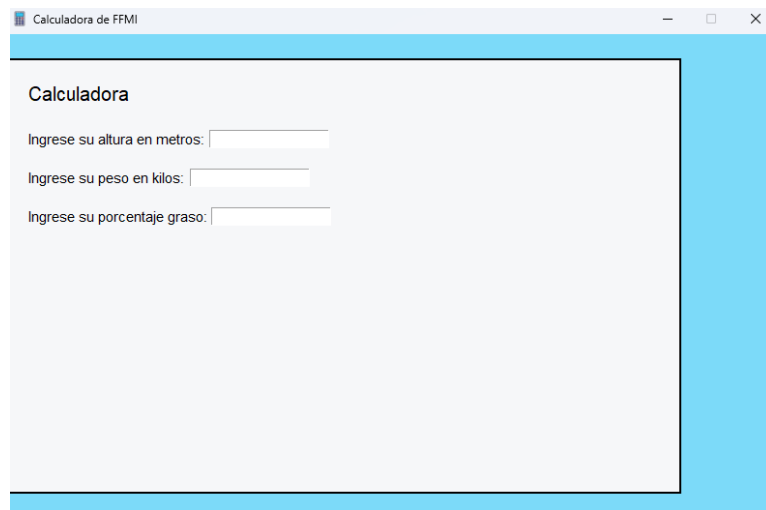 Calculadora de FFMI
Calculadora
Ingrese su altura en metros:
Ingrese su peso en kilos:
Ingrese su porcentaje graso: